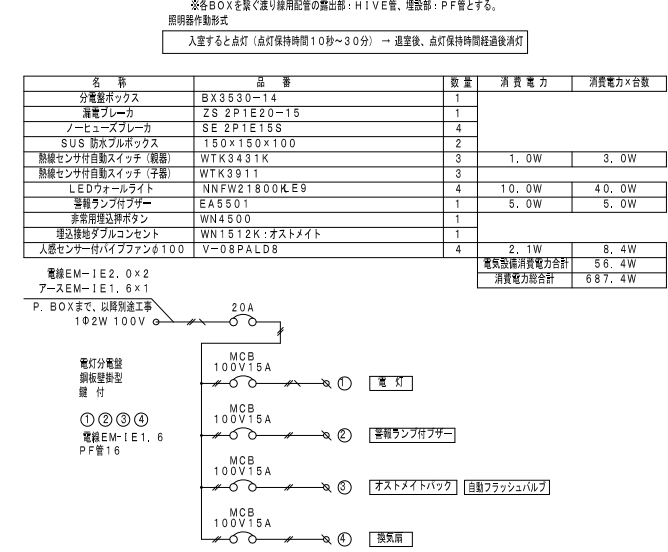 ※各BOXを繋ぐ渡り線用配管の露出部：HIVE管、埋設部：PF管とする。
照明器作動形式
入室すると点灯（点灯保持時間10秒～30分） → 退室後、点灯保持時間経過後消灯
名 称 品 番 数 量 消 費 電 力 消費電力×台数
分電盤ボックス BX3530－14 1
漏電ブレーカ ZS 2P1E20－15 1
ノーヒューズブレーカ SE 2P1E15S 4
SUS 防水プルボックス 150×150×100 2
熱線センサ付自動スイッチ（親器） WTK3431K 3 1．0W 3．0W
熱線センサ付自動スイッチ（子器） WTK3911 3
LEDウォールライト NNFW21800KLE9 4 10．0W 40．0W
警報ランプ付ブザー EA5501 1 5．0W 5．0W
非常用埋込押ボタン WN4500 1
埋込接地ダブルコンセント WN1512K：オストメイト 1
人感センサー付パイプファンφ100 V－08PALD8 4 2．1W 8．4W
電気設備消費電力合計 56．4W
消費電力総合計 687．4W
電線EM－IE2．0×2
アースEM－IE1．6×1
P．BOXまで、以降別途工事
1Φ2W 100V
20A
電灯分電盤
鋼板壁掛型
鍵 付
①②③④
電線EM－IE1．6
PF管16
MCB
100V15A
① 電 灯
MCB
100V15A
② 警報ランプ付ブザー
MCB
100V15A
③ オストメイトパック 自動フラッシュバルブ
MCB
100V15A
④ 換気扇